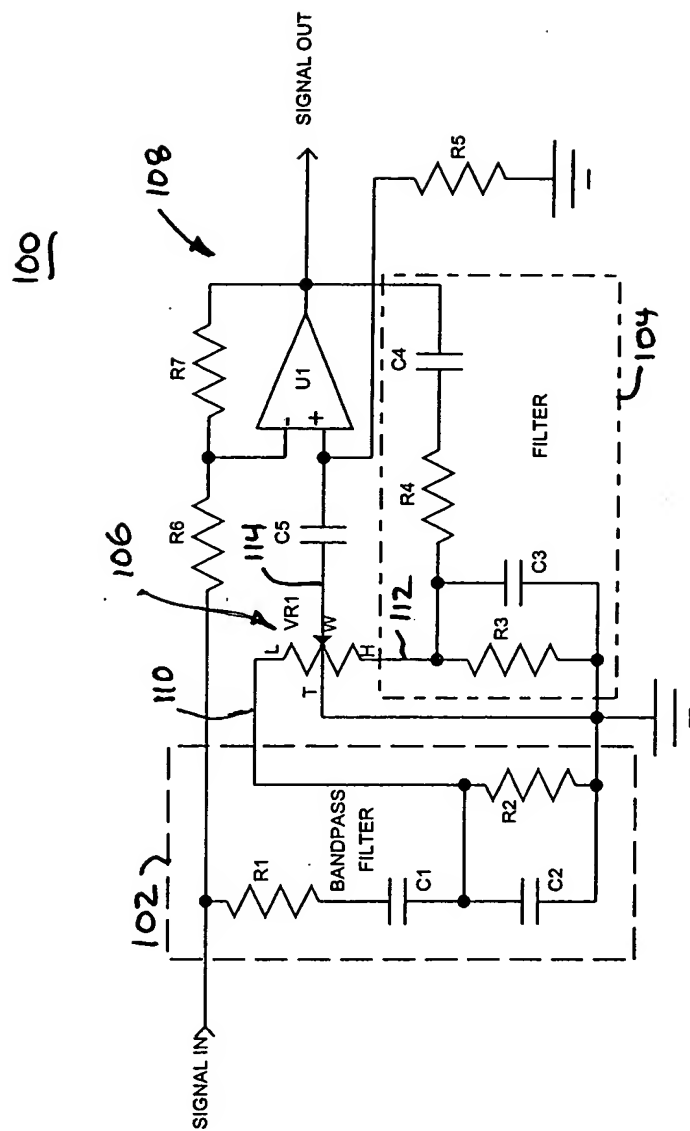 100
108
SIGNAL OUT
R7
U1
-
+
R5
R6
106
114
C5
VR1
W
L
T
H
112
110
C4
R4
FILTER
104
C3
R3
102
R1
BANDPASS
FILTER
C1
C2
R2
SIGNAL IN